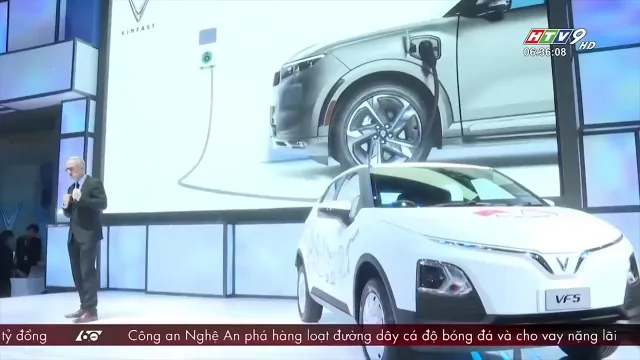 VINFAST
HTV9 HD
06:36:08
VF5
tỷ đồng 60 Công an Nghệ An phá hàng loạt đường dây cá độ bóng đá và cho vay nặng lãi